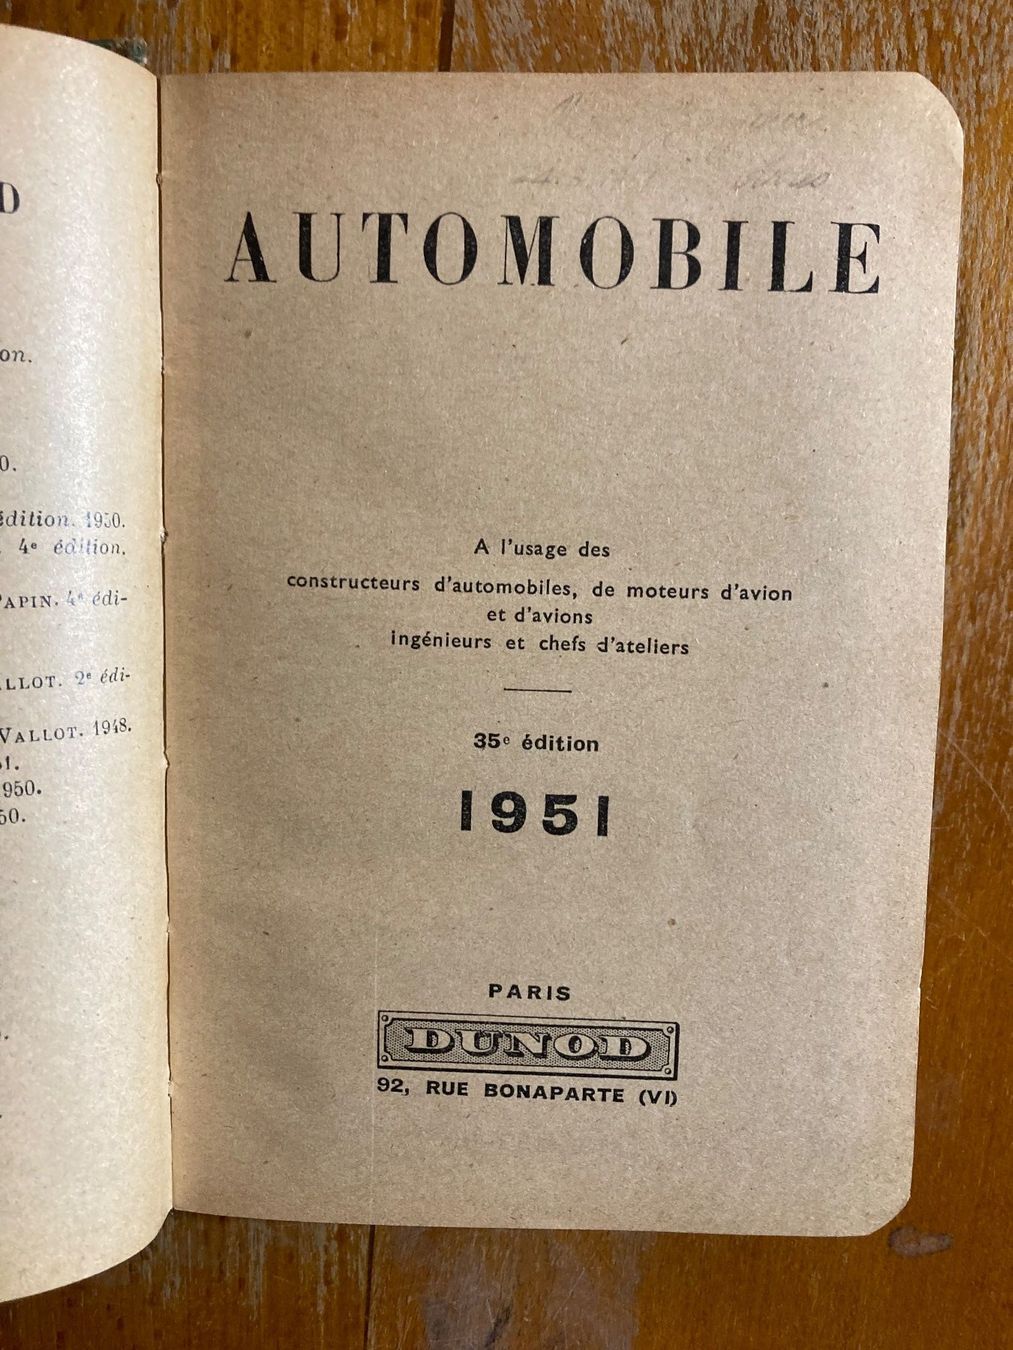 D
on.
0.
édition. 1950.
4e édition.
PAPIN. 4e édi-
ALLOT. 2e édi-
VALLOT. 1948.
51.
950.
50.
AUTOMOBILE
A l'usage des
constructeurs d'automobiles, de moteurs d'avion
et d'avions
ingénieurs et chefs d'ateliers
35e édition
1951
PARIS
DUNOD
92, RUE BONAPARTE (VI)